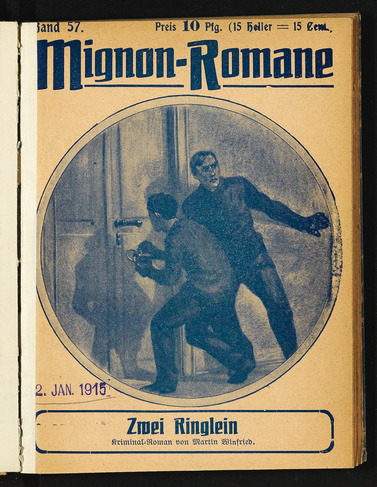 Band 57. Preis 10 Pfg. (15 Heller = 15 Cent.
Mignon-Romane
2. JAN. 1915
Zwei Ringlein
Kriminal-Roman von Martin Winfried.